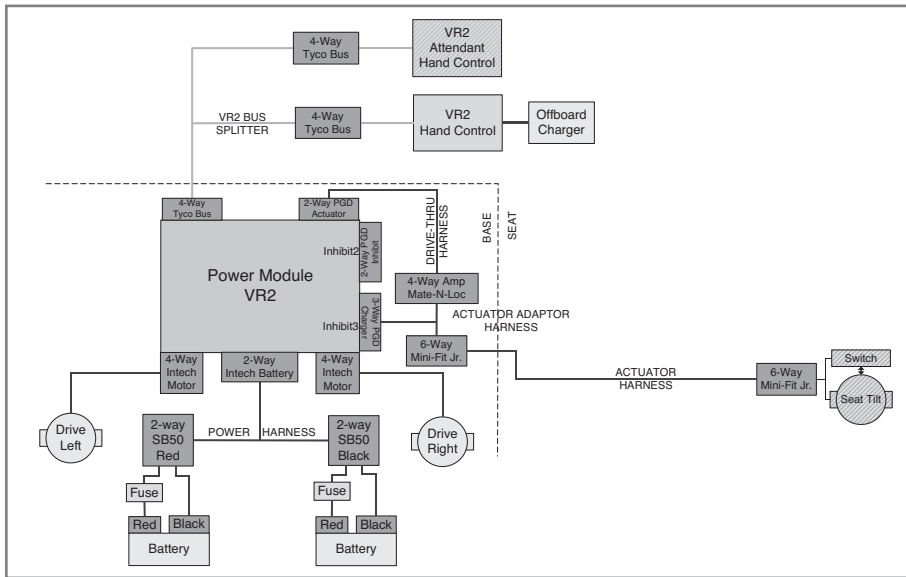 VR2
Attendant
Hand Control
4-Way
Tyco Bus
VR2 BUS
SPLITTER
4-Way
Tyco Bus
VR2
Hand Control
Offboard
Charger
4-Way
Tyco Bus
2-Way PGD
Actuator
DRIVE-THRU
HARNESS
BASE
SEAT
Inhibit2
2-Way PGD
Inhibit
Power Module
VR2
4-Way Amp
Mate-N-Loc
Inhibit3
3-Way PGD
Charger
ACTUATOR ADAPTOR
HARNESS
6-Way
Mini-Fit Jr.
4-Way
Intech
Motor
2-Way
Intech Battery
4-Way
Intech
Motor
ACTUATOR
HARNESS
6-Way
Mini-Fit Jr.
Switch
Seat Tilt
Drive
Left
2-way
SB50
Red
POWER HARNESS
2-way
SB50
Black
Drive
Right
Fuse
Fuse
Red
Black
Red
Black
Battery
Battery